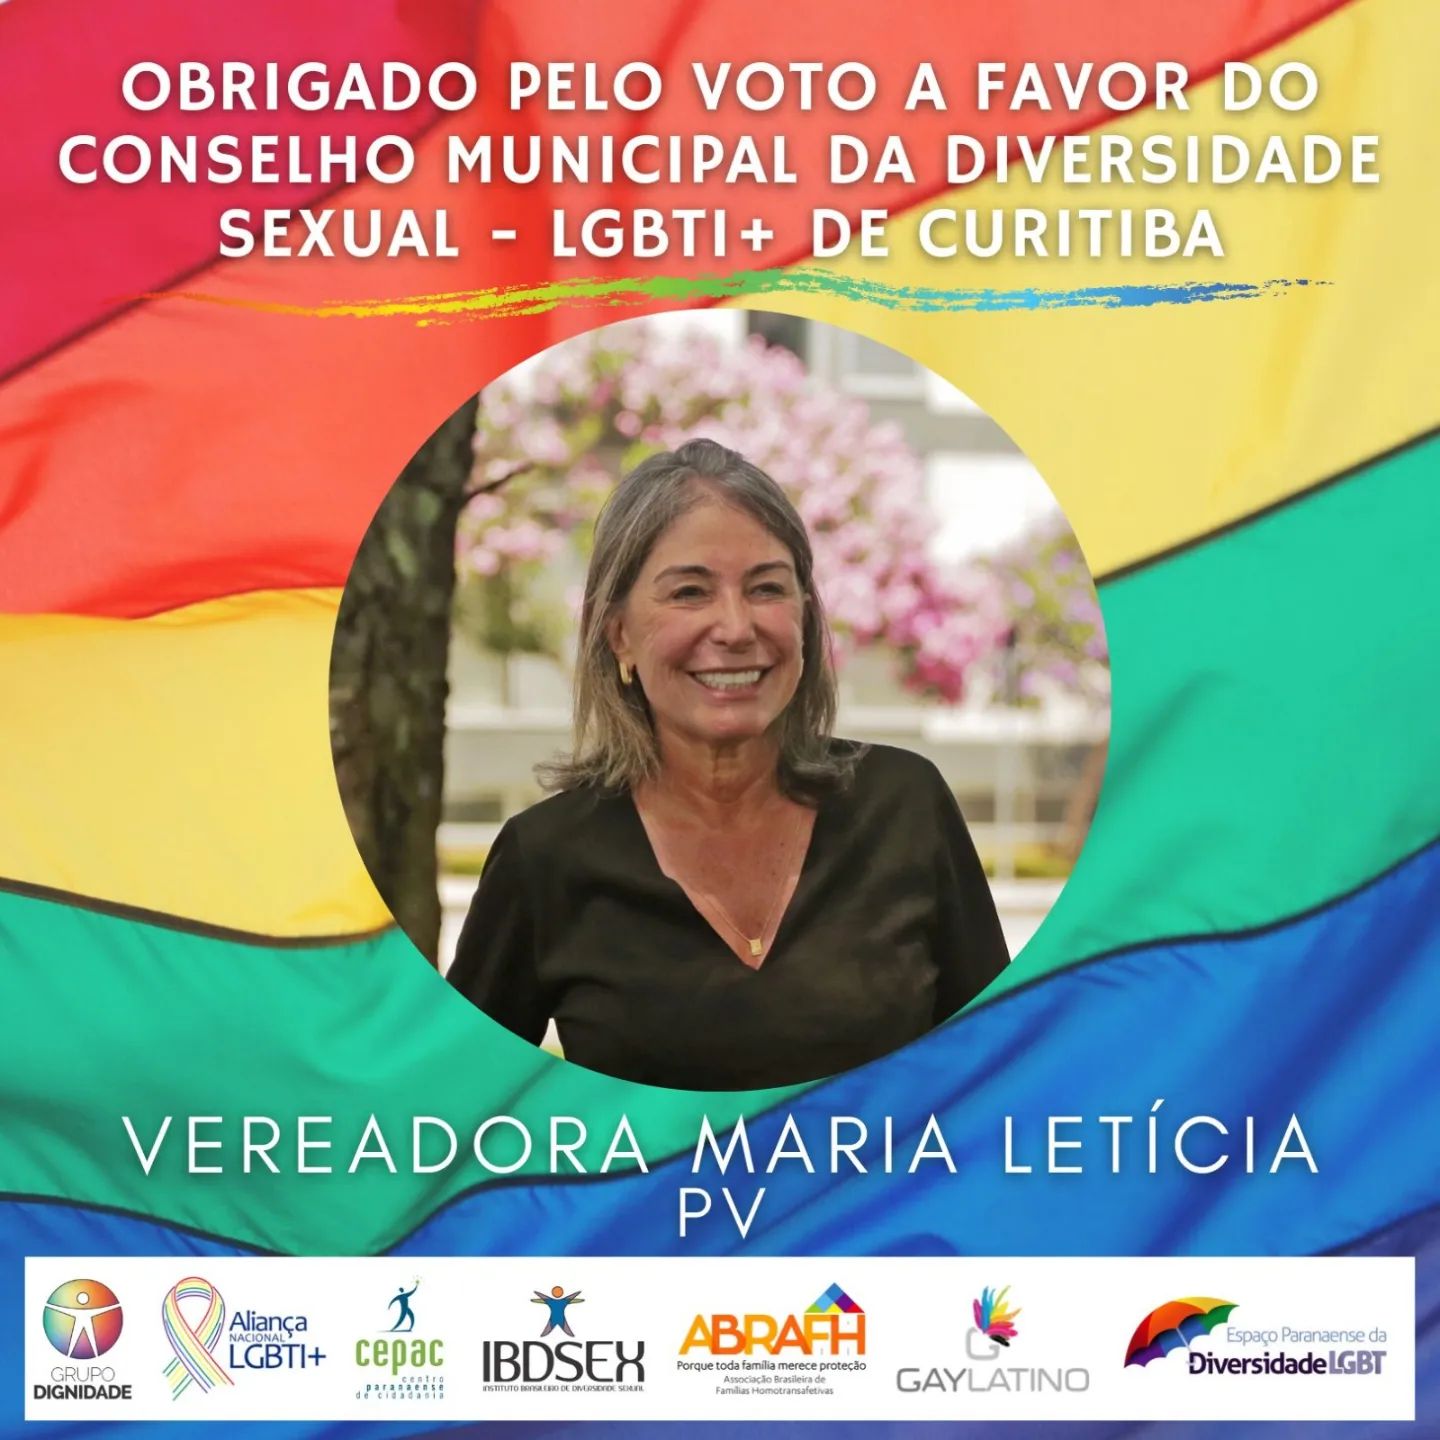 OBRIGADO PELO VOTO A FAVOR DO
CONSELHO MUNICIPAL DA DIVERSIDADE
SEXUAL - LGBTI+ DE CURITIBA
VEREADORA MARIA LETÍCIA
PV
GRUPO
DIGNIDADE
Aliança
NACIONAL
LGBTI+
cepac
centro
paranaense
de cidadania
IBDSEX
INSTITUTO BRASILEIRO DE DIVERSIDADE SEXUAL
ABRAFH
Porque toda família merece proteção
Associação Brasileira de
Famílias Homotransafetivas
G
GAYLATINO
Espaço Paranaense da
DiversidadeLGBT